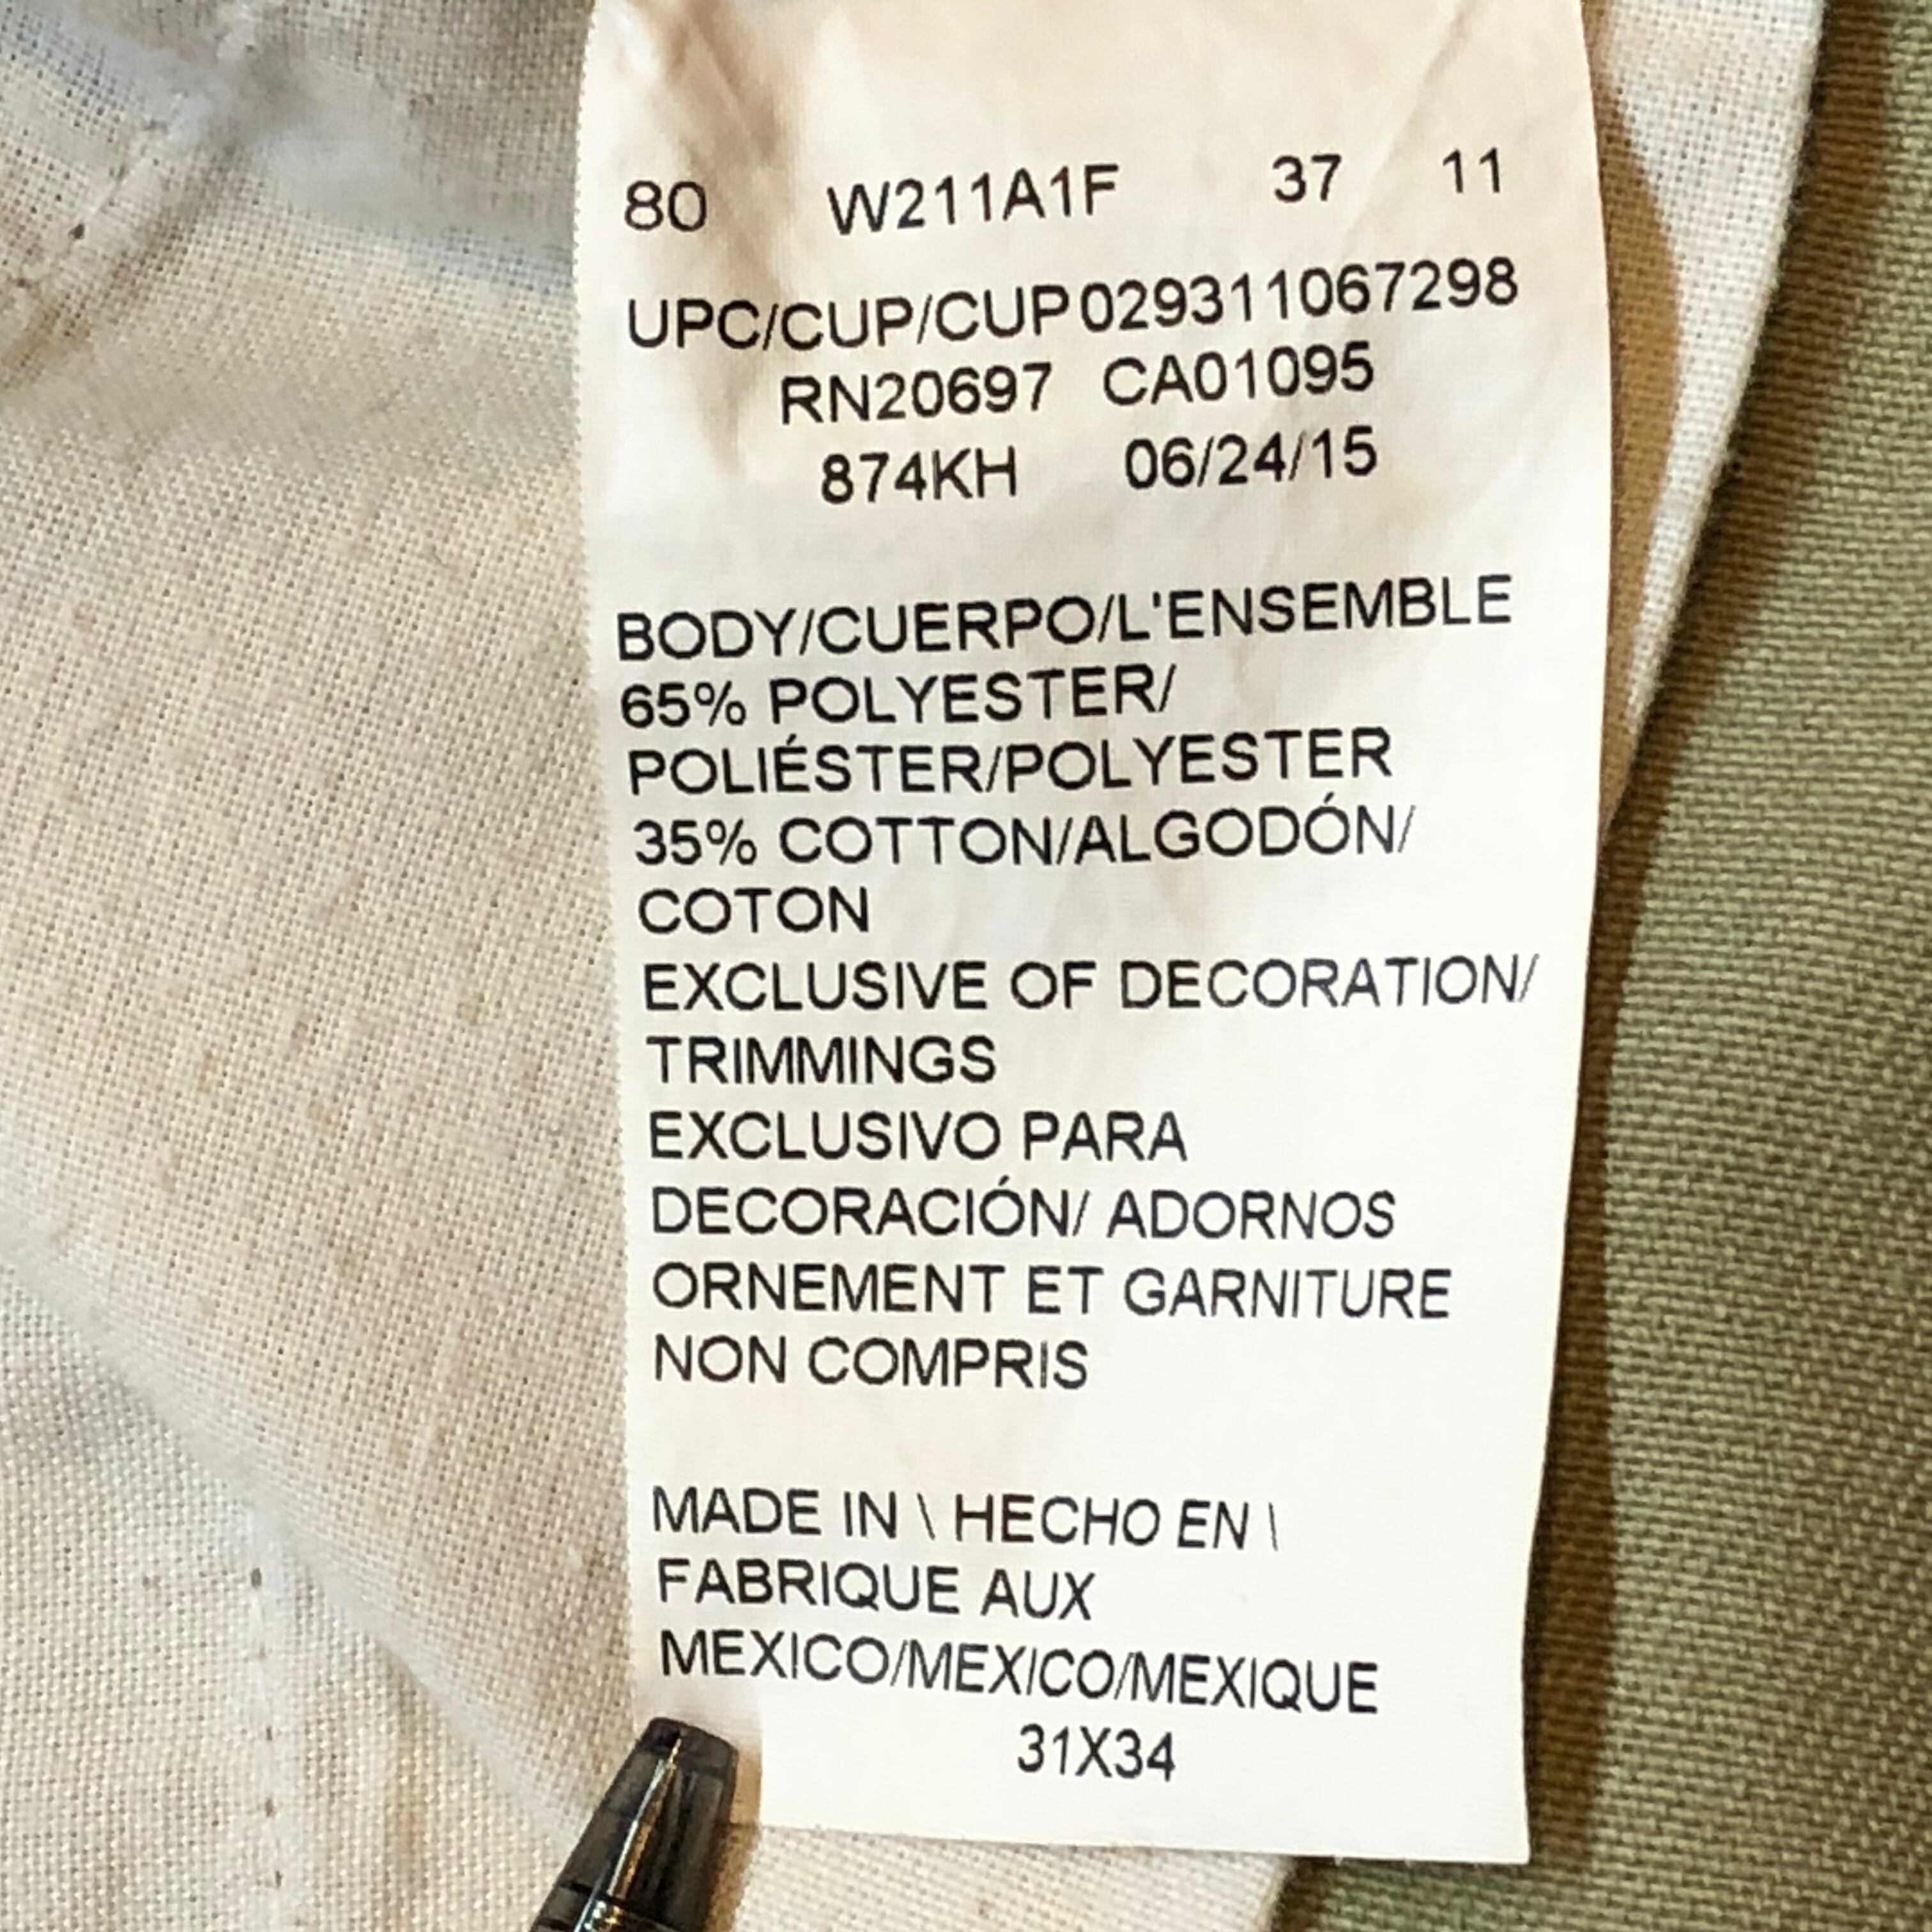 80 W211A1F 37 11
UPC/CUP/CUP029311067298
RN20697 CA01095
874KH 06/24/15
BODY/CUERPO/L'ENSEMBLE
65% POLYESTER/
POLIÉSTER/POLYESTER
35% COTTON/ALGODÓN/
COTON
EXCLUSIVE OF DECORATION/
TRIMMINGS
EXCLUSIVO PARA
DECORACIÓN/ ADORNOS
ORNEMENT ET GARNITURE
NON COMPRIS
MADE IN \ HECHO EN \
FABRIQUE AUX
MEXICO/MEXICO/MEXIQUE
31X34